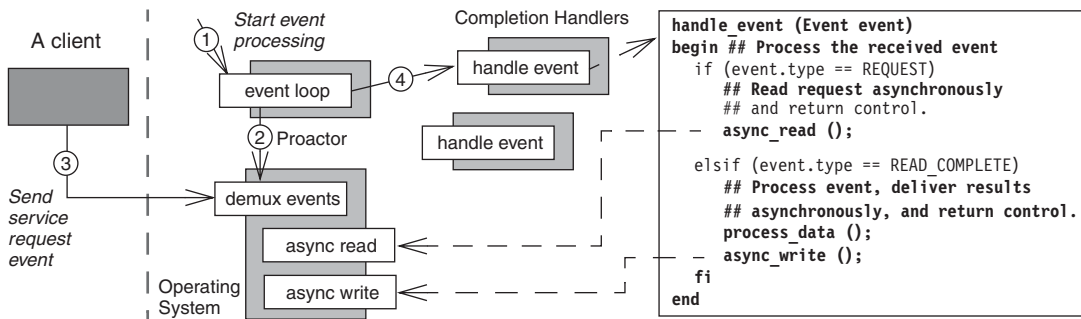 A client
3
Send
service
request
event
1
Start event
processing
event loop
2
Proactor
demux events
async read
async write
Operating
System
4
Completion Handlers
handle event
handle event
handle_event (Event event)
begin ## Process the received event
if (event.type == REQUEST)
## Read request asynchronously
## and return control.
async_read ();
elsif (event.type == READ_COMPLETE)
## Process event, deliver results
## asynchronously, and return control.
process_data ();
async_write ();
fi
end